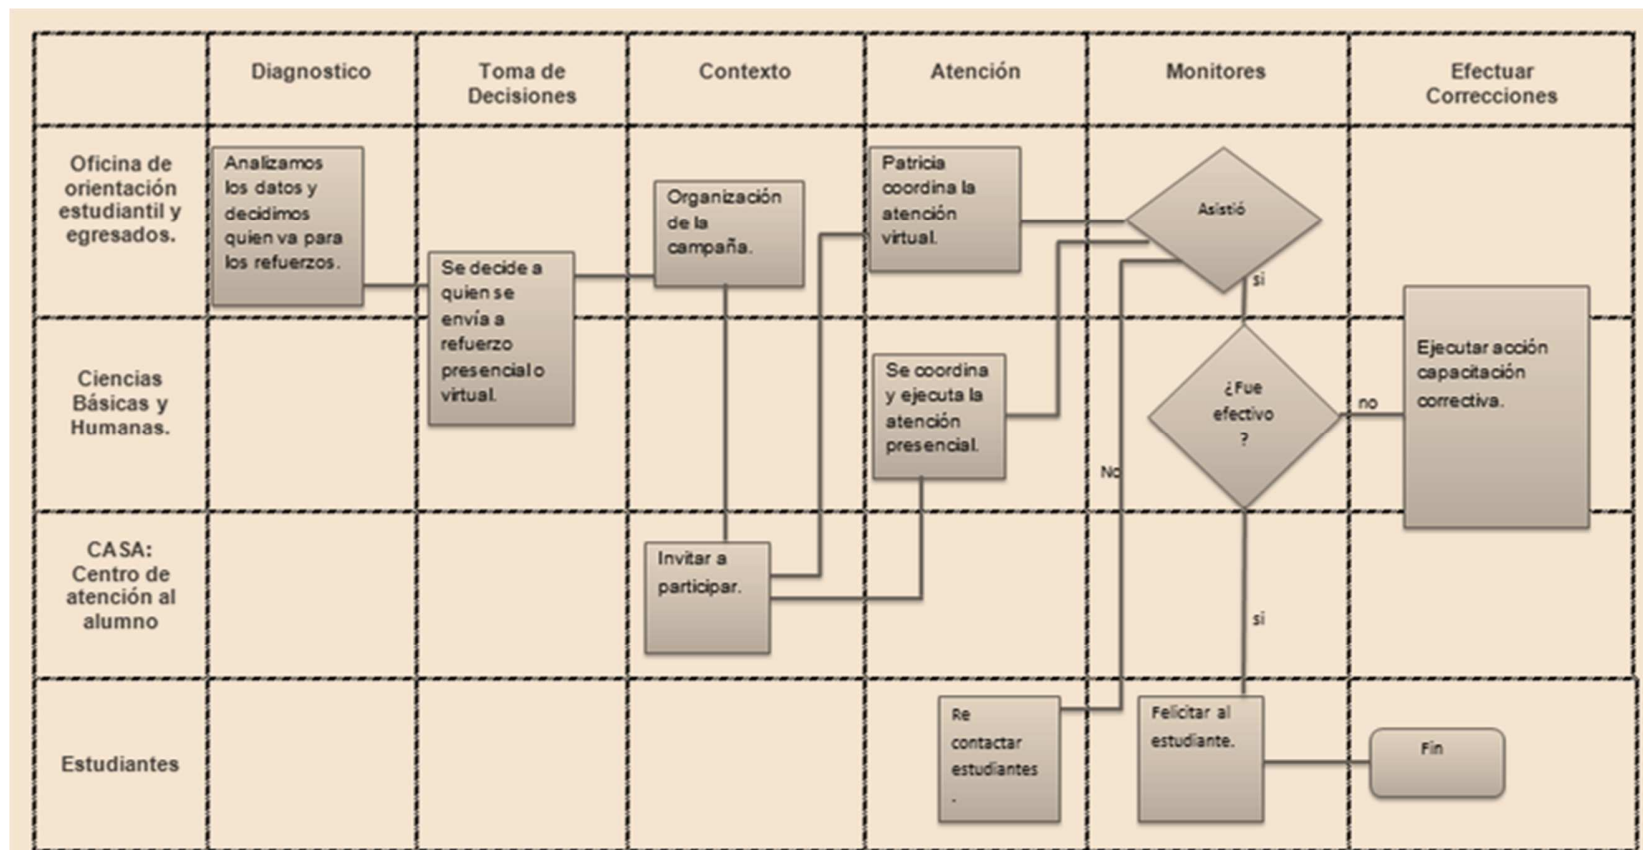 Diagnostico
Toma de
Decisiones
Contexto
Atención
Monitores
Efectuar
Correcciones
Oficina de
orientación
estudiantil y
egresados.
Analizamos
los datos y
decidimos
quien va para
los refuerzos.
Se decide a
quien se
envía a
refuerzo
presencial o
virtual.
Organización
de la
campaña.
Patricia
coordina la
atención
virtual.
Asistió
si
Ciencias
Básicas y
Humanas.
Se coordina
y ejecuta la
atención
presencial.
No
¿Fue
efectivo
?
no
Ejecutar acción
capacitación
correctiva.
CASA:
Centro de
atención al
alumno
Invitar a
participar.
si
Estudiantes
Re
contactar
estudiantes
.
Felicitar al
estudiante.
Fin